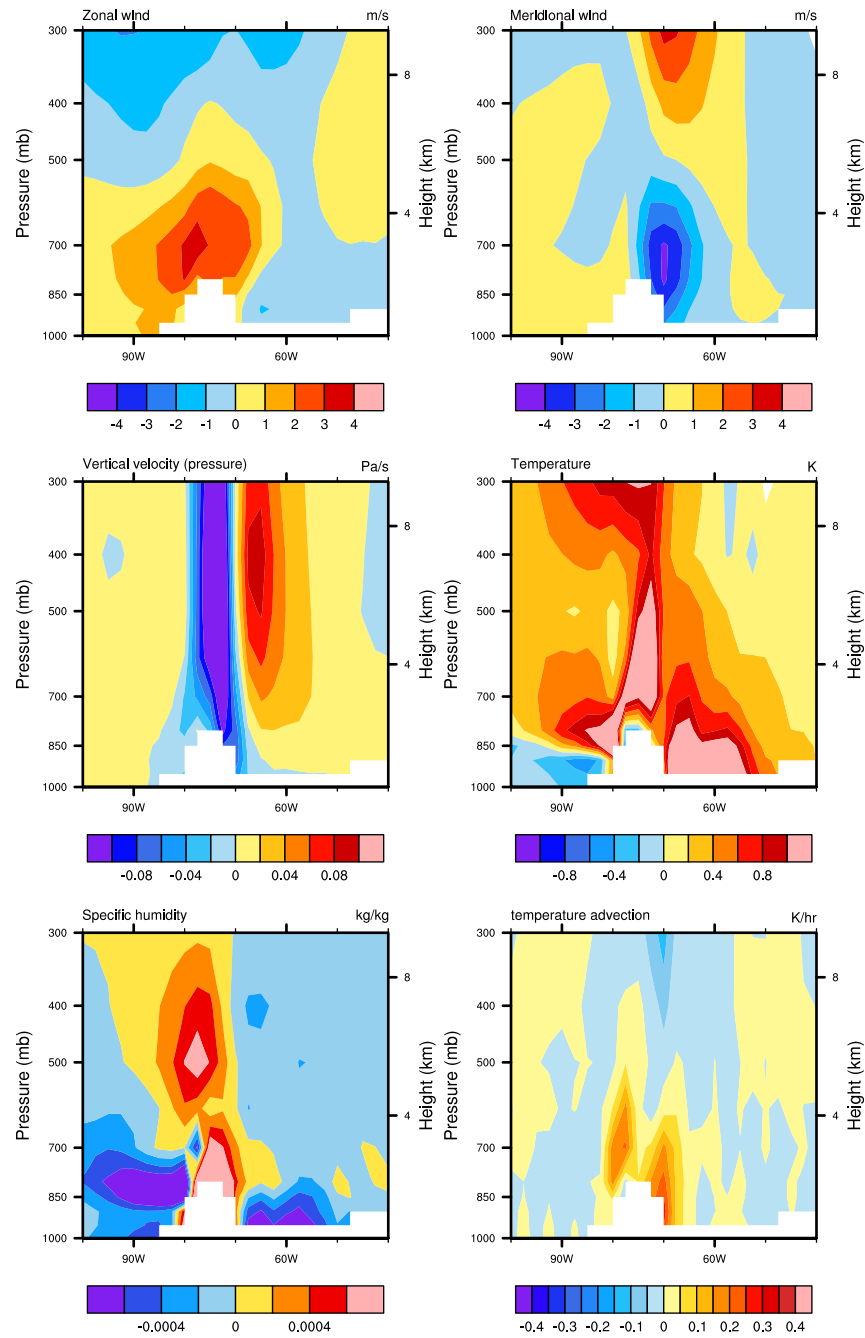 Zonal wind m/s
300
400
500
700
850
1000
Pressure (mb)
8
4
Height (km)
90W 60W
-4 -3 -2 -1 0 1 2 3 4
Meridional wind m/s
300
400
500
700
850
1000
Pressure (mb)
8
4
Height (km)
90W 60W
-4 -3 -2 -1 0 1 2 3 4
Vertical velocity (pressure) Pa/s
300
400
500
700
850
1000
Pressure (mb)
8
4
Height (km)
90W 60W
-0.08 -0.04 0 0.04 0.08
Temperature K
300
400
500
700
850
1000
Pressure (mb)
8
4
Height (km)
90W 60W
-0.8 -0.4 0 0.4 0.8
Specific humidity kg/kg
300
400
500
700
850
1000
Pressure (mb)
8
4
Height (km)
90W 60W
-0.0004 0 0.0004
temperature advection K/hr
300
400
500
700
850
1000
Pressure (mb)
8
4
Height (km)
90W 60W
-0.4 -0.3 -0.2 -0.1 0 0.1 0.2 0.3 0.4